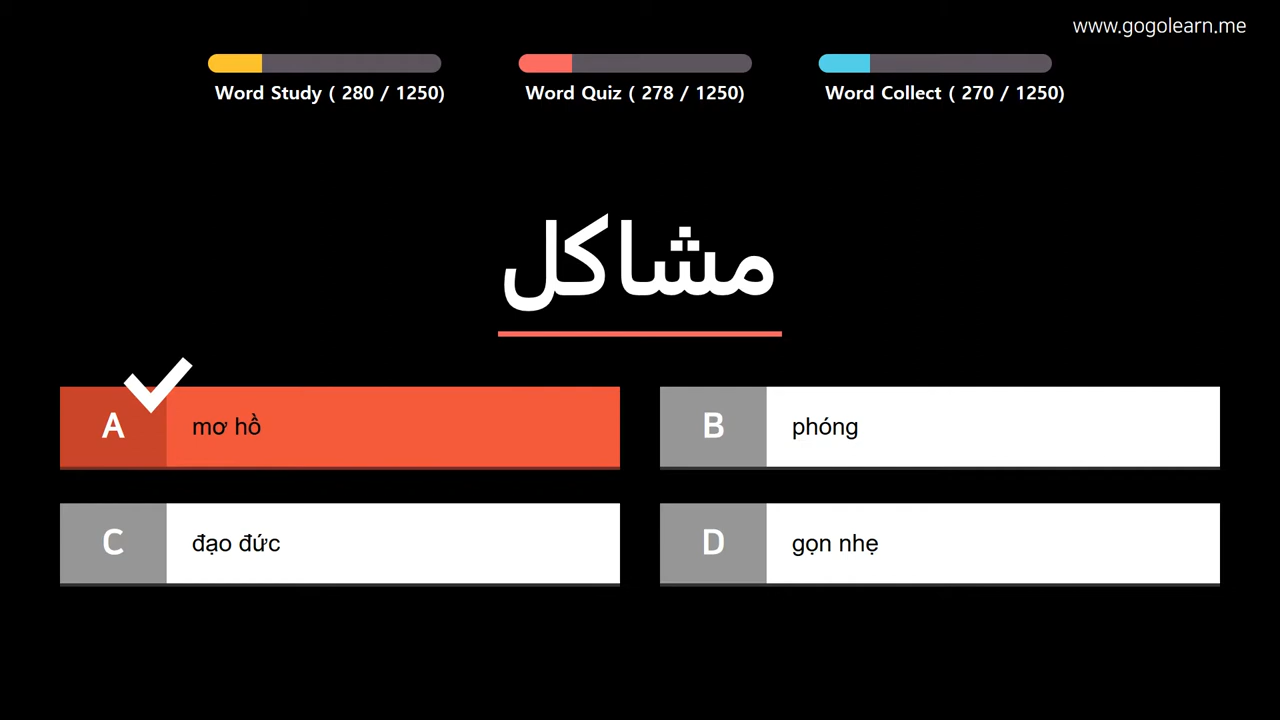 www.gogolearn.me
Word Study ( 280 / 1250)
Word Quiz ( 278 / 1250)
Word Collect ( 270 / 1250)
مشاكل
A mơ hồ
B phóng
C đạo đức
D gọn nhẹ